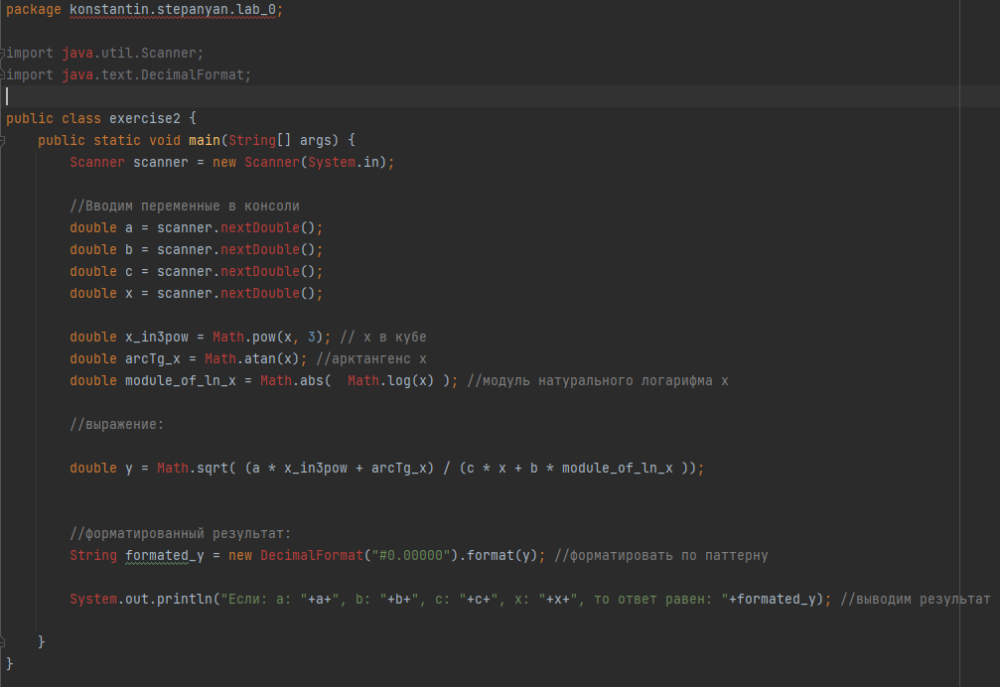 package konstantin.stepanyan.lab_0;
import java.util.Scanner;
import java.text.DecimalFormat;
public class exercise2 {
public static void main(String[] args) {
Scanner scanner = new Scanner(System.in);
//Вводим переменные в консоли
double a = scanner.nextDouble();
double b = scanner.nextDouble();
double c = scanner.nextDouble();
double x = scanner.nextDouble();
double x_in3pow = Math.pow(x, 3); // x в кубе
double arcTg_x = Math.atan(x); //арктангенс x
double module_of_ln_x = Math.abs(  Math.log(x) ); //модуль натурального логарифма x
//выражение:
double y = Math.sqrt( (a * x_in3pow + arcTg_x) / (c * x + b * module_of_ln_x ));
//форматированный результат:
String formated_y = new DecimalFormat("#0.00000").format(y); //форматировать по паттерну
System.out.println("Если: a: "+a+", b: "+b+", c: "+c+", x: "+x+", то ответ равен: "+formated_y); //выводим результат
}
}